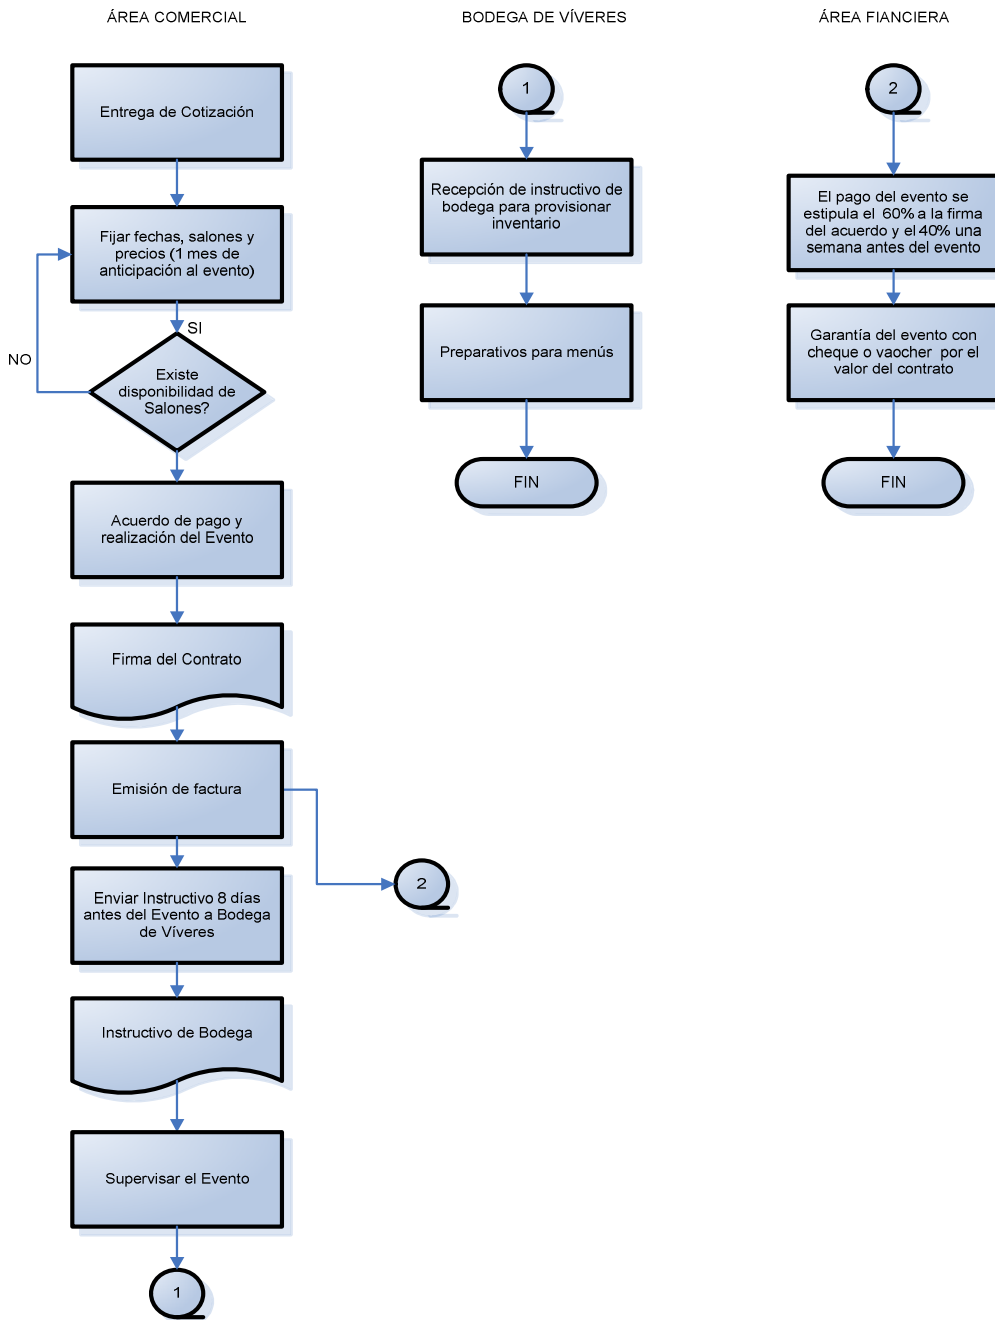 ÁREA COMERCIAL
Entrega de Cotización
Fijar fechas, salones y
precios (1 mes de
anticipación al evento)
SI
NO
Existe
disponibilidad de
Salones?
Acuerdo de pago y
realización del Evento
Firma del Contrato
Emisión de factura
2
Enviar Instructivo 8 días
antes del Evento a Bodega
de Víveres
Instructivo de Bodega
Supervisar el Evento
1
BODEGA DE VÍVERES
1
Recepción de instructivo de
bodega para provisionar
inventario
Preparativos para menús
FIN
ÁREA FIANCIERA
2
El pago del evento se
estipula el 60% a la firma
del acuerdo y el 40% una
semana antes del evento
Garantía del evento con
cheque o vaocher por el
valor del contrato
FIN